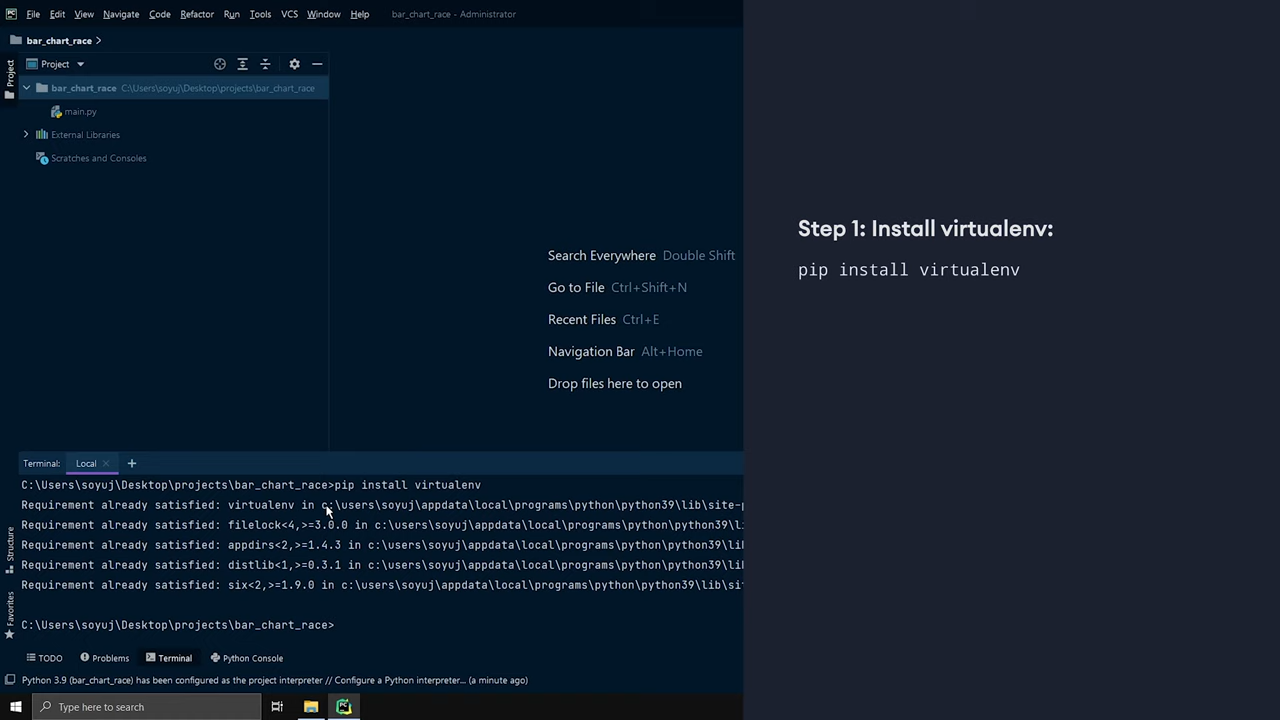 PC File Edit View Navigate Code Refactor Run Tools VCS Window Help bar_chart_race - Administrator
bar_chart_race
Project
Project
bar_chart_race C:\Users\soyuj\Desktop\projects\bar_chart_race
main.py
External Libraries
Scratches and Consoles
Search Everywhere Double Shift
Go to File Ctrl+Shift+N
Recent Files Ctrl+E
Navigation Bar Alt+Home
Drop files here to open
Step 1: Install virtualenv:
pip install virtualenv
Terminal: Local
C:\Users\soyuj\Desktop\projects\bar_chart_race>pip install virtualenv
Requirement already satisfied: virtualenv in c:\users\soyuj\appdata\local\programs\python\python39\lib\site-p
Requirement already satisfied: filelock<4,>=3.0.0 in c:\users\soyuj\appdata\local\programs\python\python39\li
Requirement already satisfied: appdirs<2,>=1.4.3 in c:\users\soyuj\appdata\local\programs\python\python39\lib
Requirement already satisfied: distlib<1,>=0.3.1 in c:\users\soyuj\appdata\local\programs\python\python39\lib
Requirement already satisfied: six<2,>=1.9.0 in c:\users\soyuj\appdata\local\programs\python\python39\lib\sit
C:\Users\soyuj\Desktop\projects\bar_chart_race>
Structure
Favorites
TODO Problems Terminal Python Console
Python 3.9 (bar_chart_race) has been configured as the project interpreter // Configure a Python interpreter... (a minute ago)
Type here to search